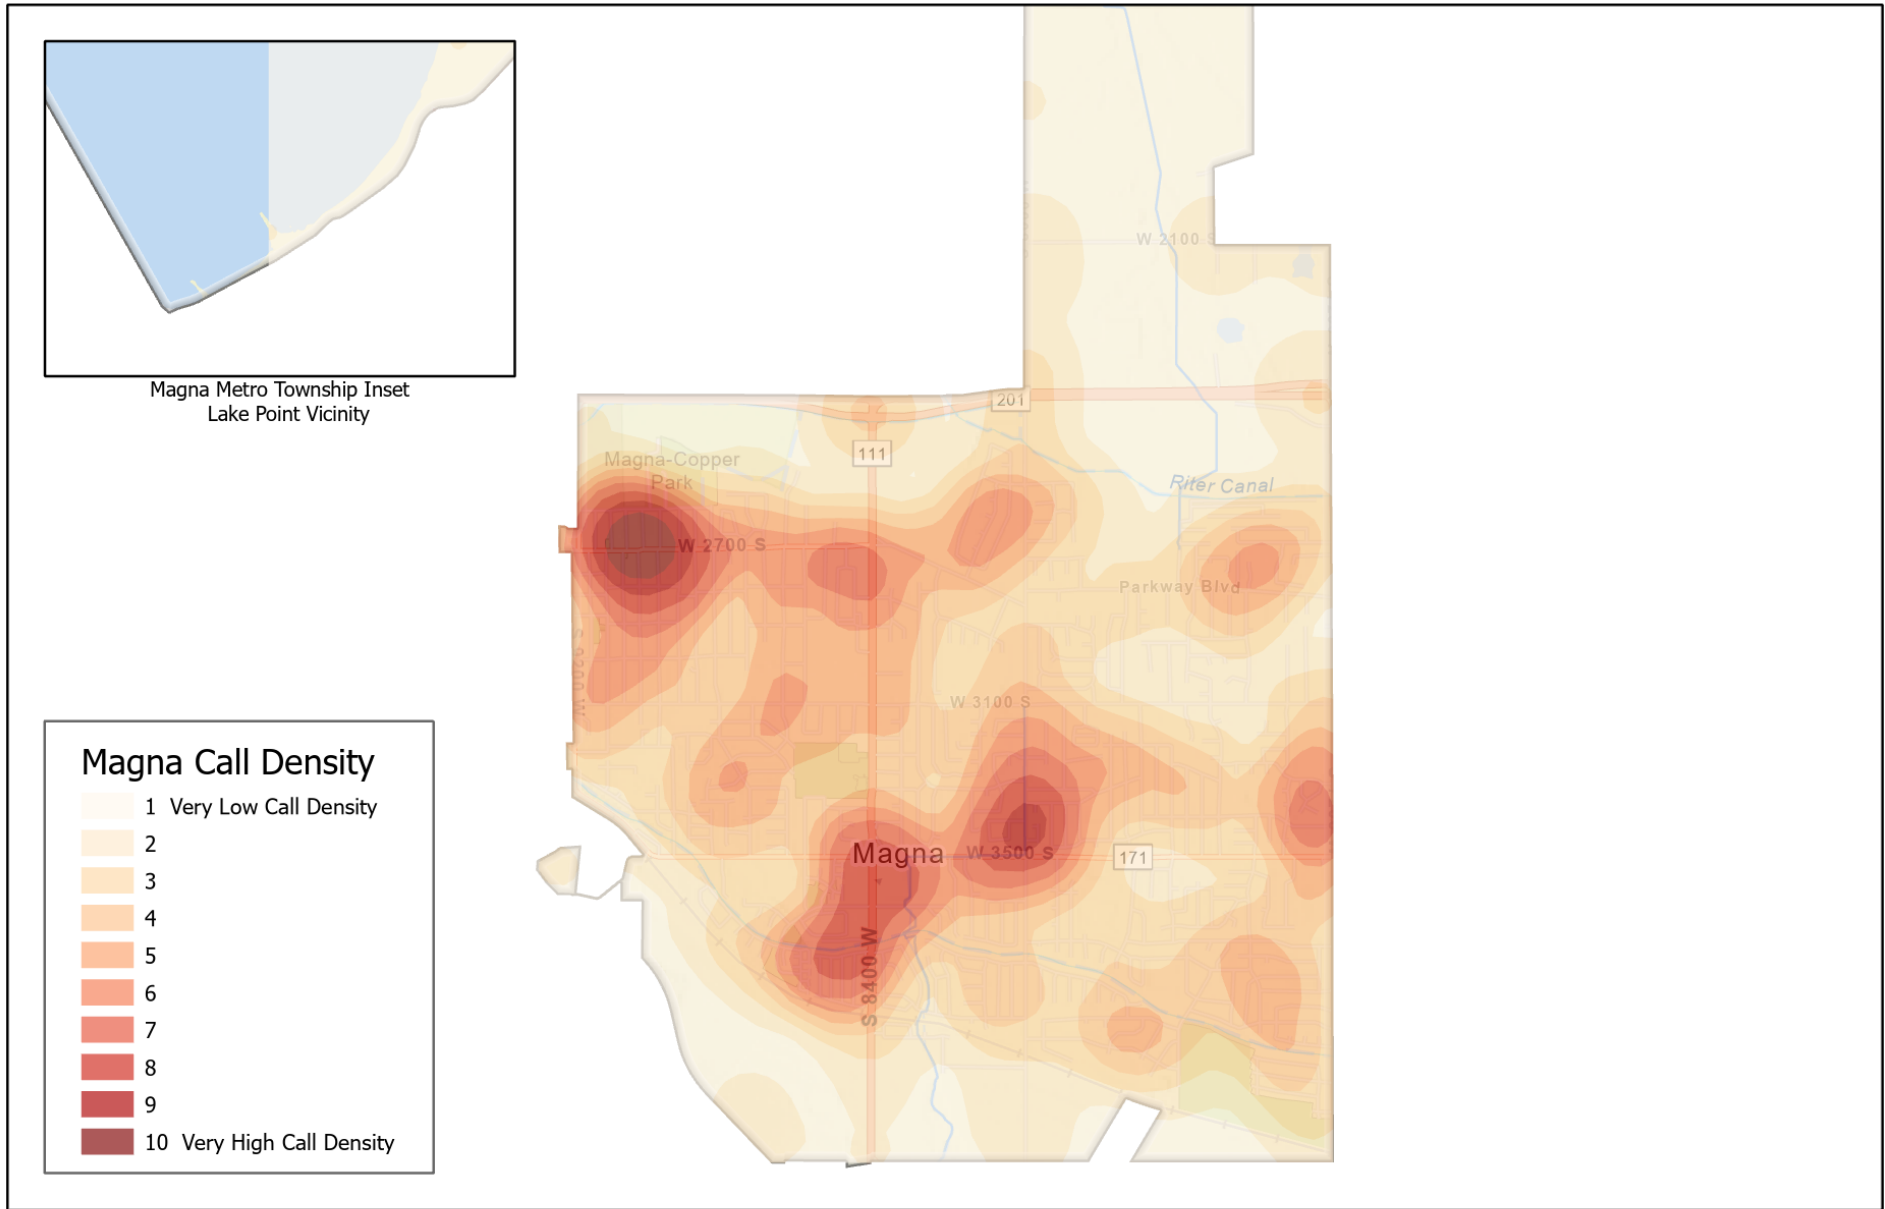 Magna Metro Township Inset
Lake Point Vicinity
W 2100 S
201
111
Magna-Copper
Park
Riter Canal
W 2700 S
Parkway Blvd
S 9200 W
W 3100 S
Magna
W 3500 S
171
S 8400 W
Magna Call Density
1 Very Low Call Density
2
3
4
5
6
7
8
9
10 Very High Call Density